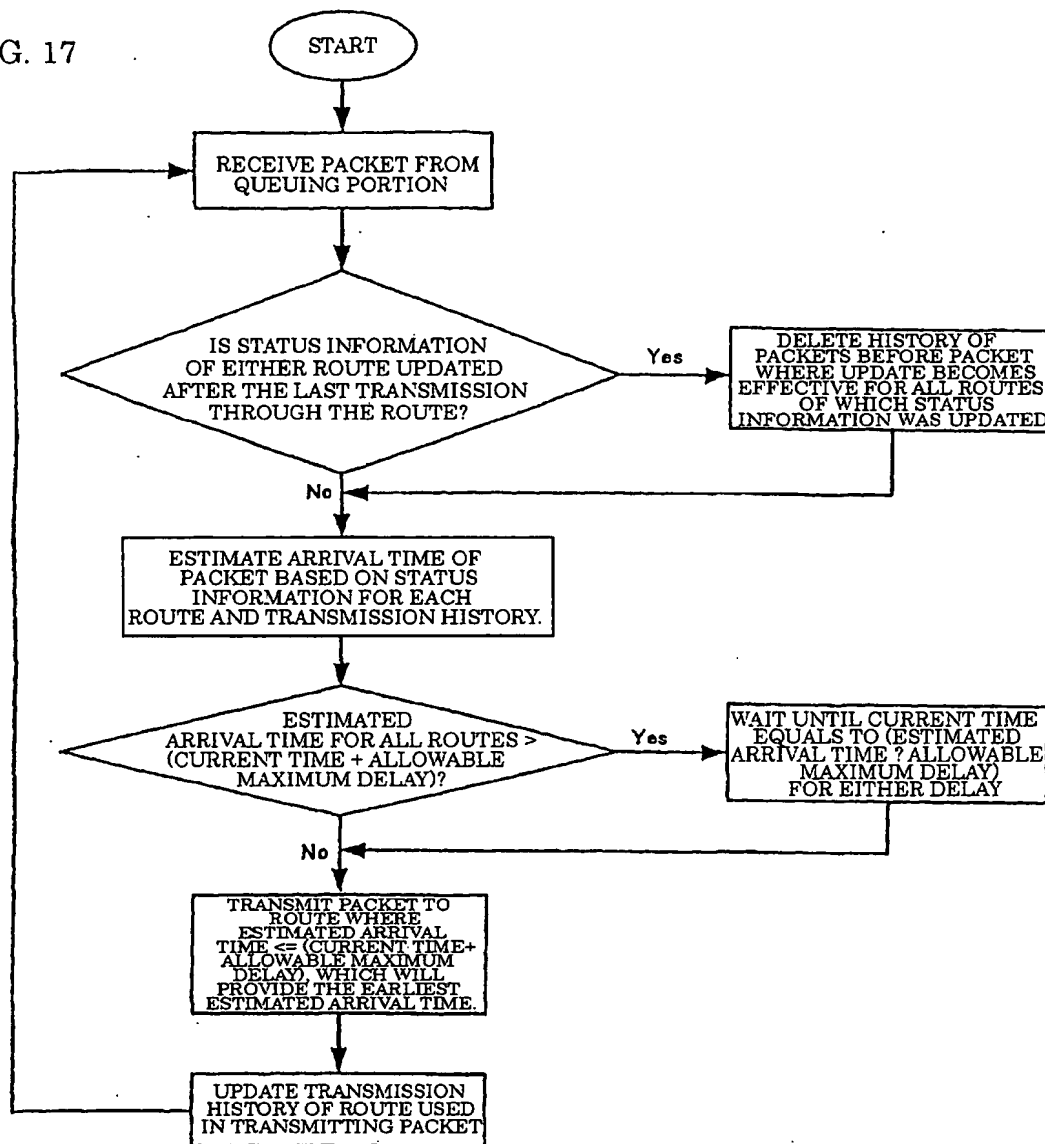 G. 17
START
RECEIVE PACKET FROM
QUEUING PORTION
IS STATUS INFORMATION
OF EITHER ROUTE UPDATED
AFTER THE LAST TRANSMISSION
THROUGH THE ROUTE?
Yes
DELETE HISTORY OF
PACKETS BEFORE PACKET
WHERE UPDATE BECOMES
EFFECTIVE FOR ALL ROUTES
OF WHICH STATUS
INFORMATION WAS UPDATED
No
ESTIMATE ARRIVAL TIME OF
PACKET BASED ON STATUS
INFORMATION FOR EACH
ROUTE AND TRANSMISSION HISTORY.
ESTIMATED
ARRIVAL TIME FOR ALL ROUTES >
(CURRENT TIME + ALLOWABLE
MAXIMUM DELAY)?
Yes
WAIT UNTIL CURRENT TIME
EQUALS TO (ESTIMATED
ARRIVAL TIME ? ALLOWABLE
MAXIMUM DELAY)
FOR EITHER DELAY
No
TRANSMIT PACKET TO
ROUTE WHERE
ESTIMATED ARRIVAL
TIME <= (CURRENT TIME+
ALLOWABLE MAXIMUM
DELAY), WHICH WILL
PROVIDE THE EARLIEST
ESTIMATED ARRIVAL TIME.
UPDATE TRANSMISSION
HISTORY OF ROUTE USED
IN TRANSMITTING PACKET